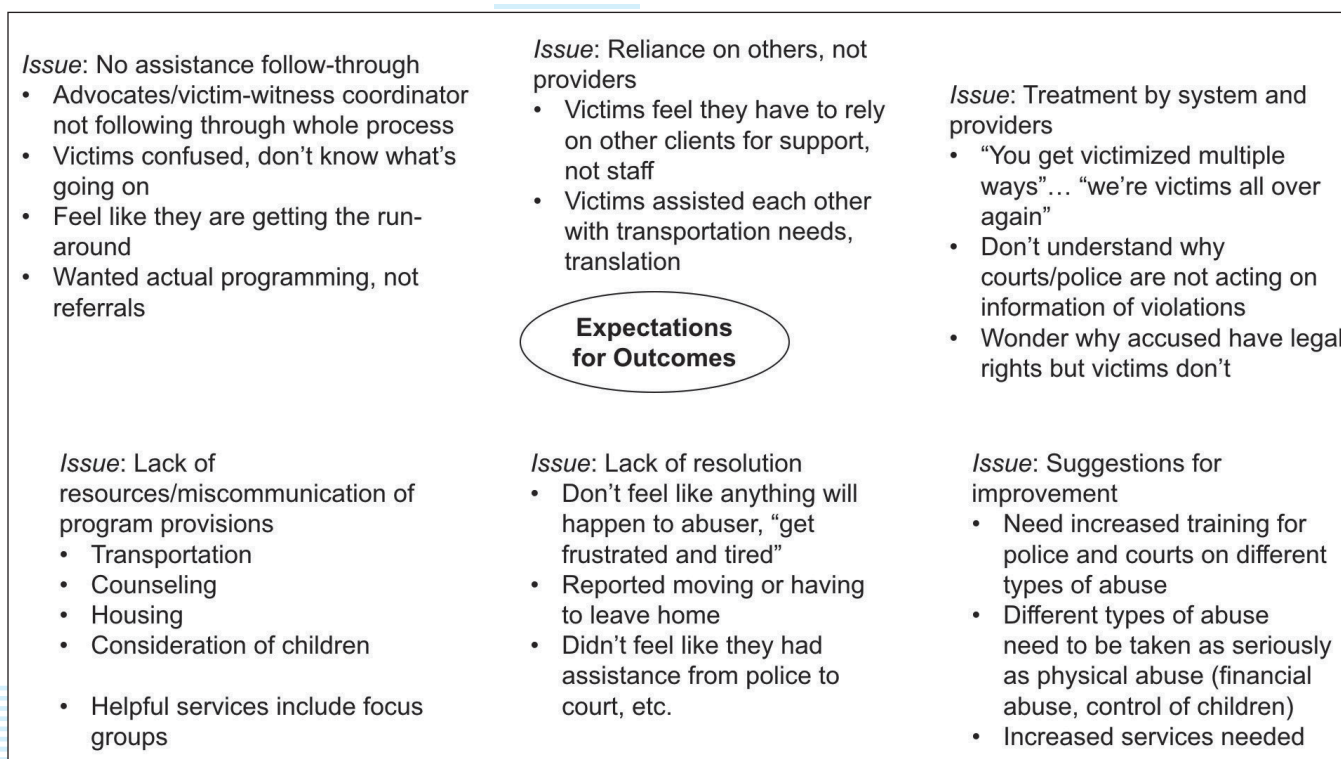 Issue: No assistance follow-through
• Advocates/victim-witness coordinator
not following through whole process
• Victims confused, don’t know what’s
going on
• Feel like they are getting the run-
around
• Wanted actual programming, not
referrals
Issue: Reliance on others, not
providers
• Victims feel they have to rely
on other clients for support,
not staff
• Victims assisted each other
with transportation needs,
translation
Issue: Treatment by system and
providers
• “You get victimized multiple
ways”… “we’re victims all over
again”
• Don’t understand why
courts/police are not acting on
information of violations
• Wonder why accused have legal
rights but victims don’t
Expectations
for Outcomes
Issue: Lack of
resources/miscommunication of
program provisions
• Transportation
• Counseling
• Housing
• Consideration of children
• Helpful services include focus
groups
Issue: Lack of resolution
• Don’t feel like anything will
happen to abuser, “get
frustrated and tired”
• Reported moving or having
to leave home
• Didn’t feel like they had
assistance from police to
court, etc.
Issue: Suggestions for
improvement
• Need increased training for
police and courts on different
types of abuse
• Different types of abuse
need to be taken as seriously
as physical abuse (financial
abuse, control of children)
• Increased services needed